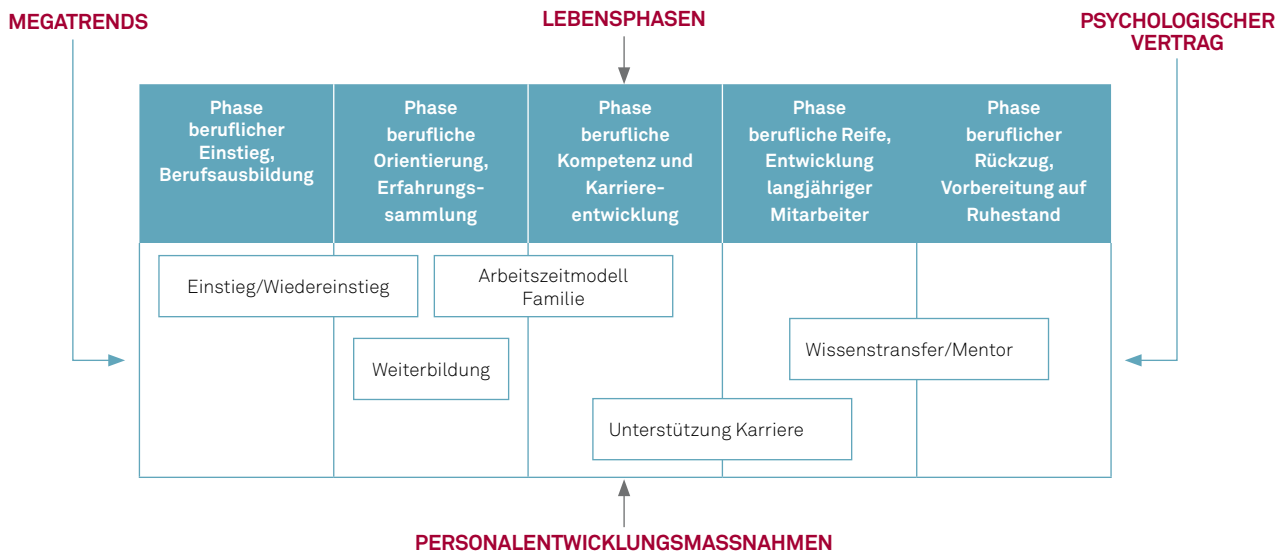 MEGATRENDS
LEBENSPHASEN
PSYCHOLOGISCHER
VERTRAG
Phase
beruflicher
Einstieg,
Berufsausbildung
Phase
berufliche
Orientierung,
Erfahrungs-
sammlung
Phase
berufliche
Kompetenz und
Karriere-
entwicklung
Phase
berufliche Reife,
Entwicklung
langjähriger
Mitarbeiter
Phase
beruflicher
Rückzug,
Vorbereitung auf
Ruhestand
Einstieg/Wiedereinstieg
Arbeitszeitmodell
Familie
Weiterbildung
Wissenstransfer/Mentor
Unterstützung Karriere
PERSONALENTWICKLUNGSMASSNAHMEN